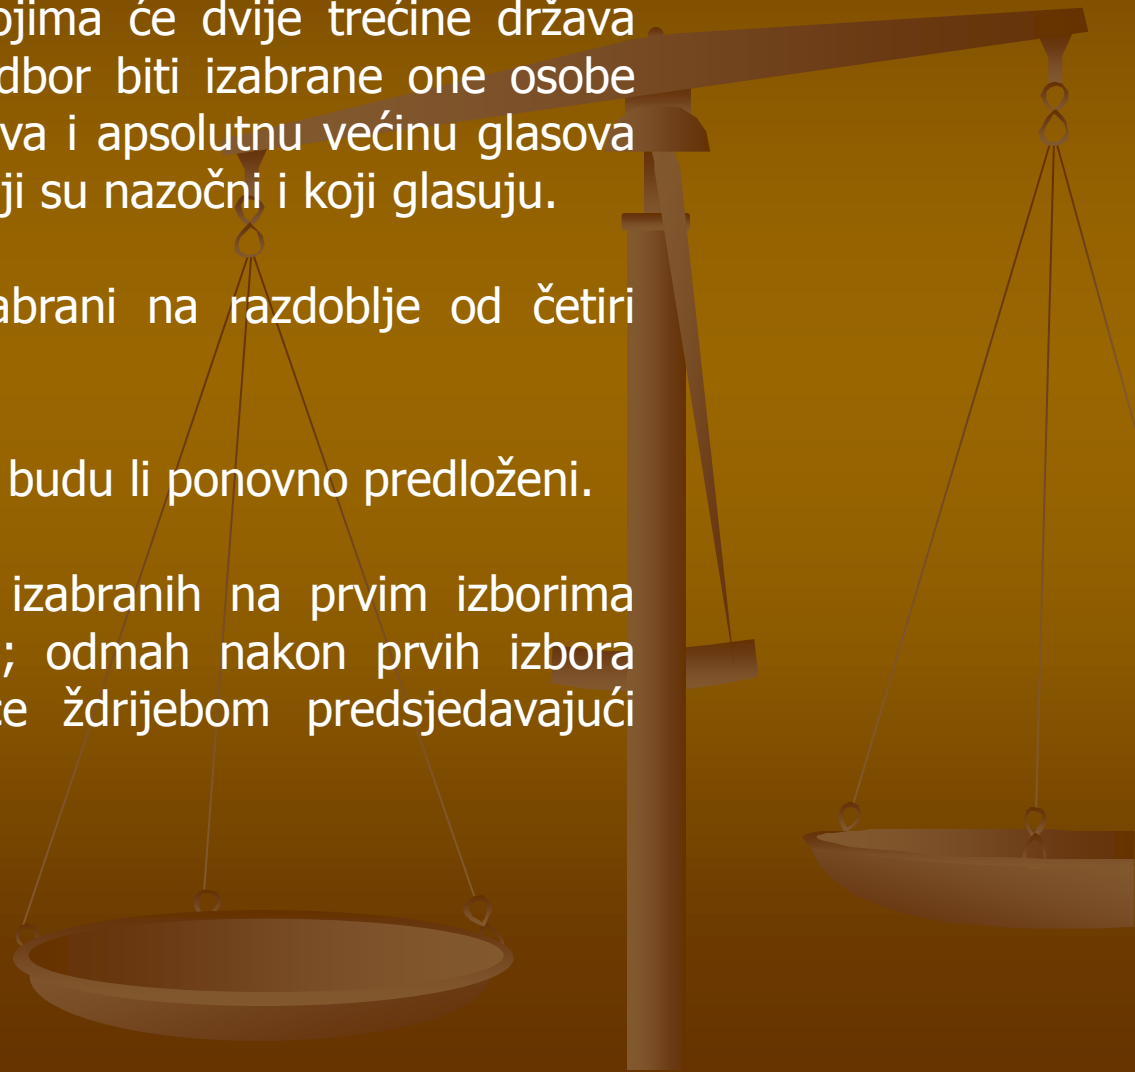 ojima će dvije trećine država
dbor biti izabrane one osobe
va i apsolutnu većinu glasova
ji su nazočni i koji glasuju.
abrani na razdoblje od četiri
budu li ponovno predloženi.
izabranih na prvim izborima
; odmah nakon prvih izbora
će ždrijebom predsjedavajući